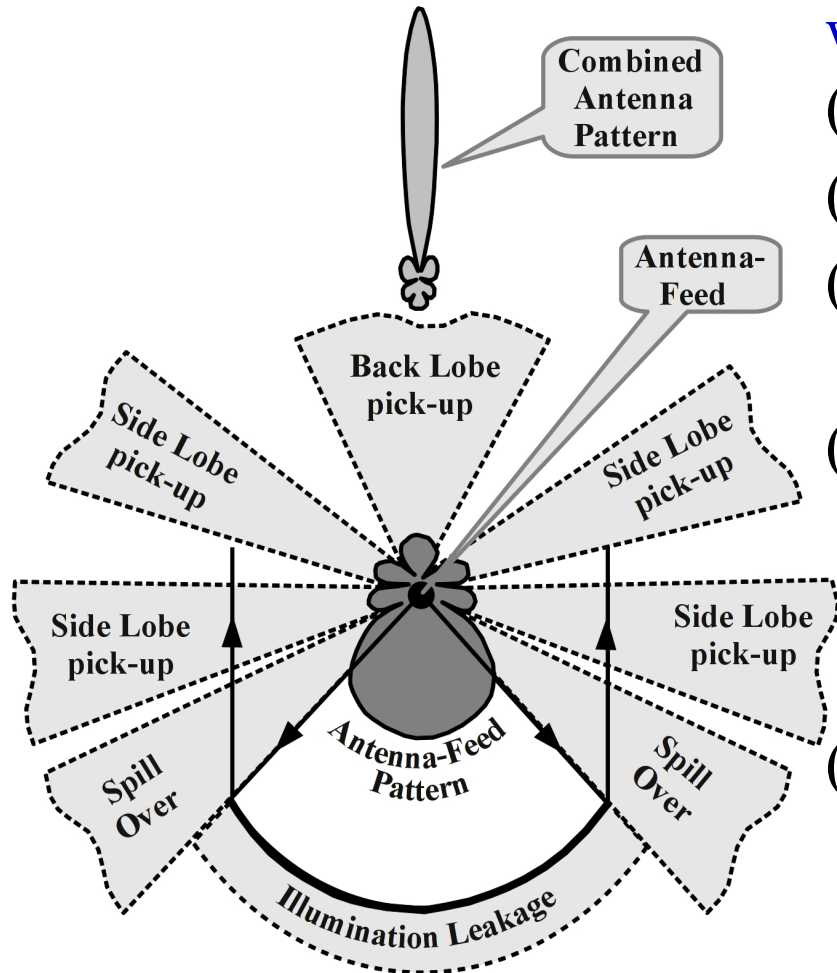 Combined
Antenna
Pattern
Antenna-
Feed
Back Lobe
pick-up
Side Lobe
pick-up
Side Lobe
pick-up
Side Lobe
pick-up
Side Lobe
pick-up
Antenna-Feed
Pattern
Spill
Over
Spill
Over
Illumination Leakage
(
(
(
(
(